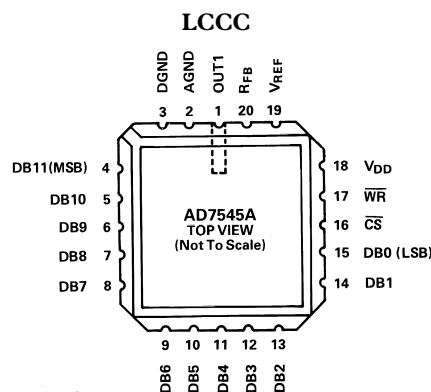 LCCC
DGND AGND OUT1 RFB VREF
3 2 1 20 19
DB11(MSB) 4
DB10 5
DB9 6
DB8 7
DB7 8
AD7545A
TOP VIEW
(Not To Scale)
18 VDD
17 W̅R̅
16 C̅S̅
15 DB0 (LSB)
14 DB1
9 10 11 12 13
DB6 DB5 DB4 DB3 DB2